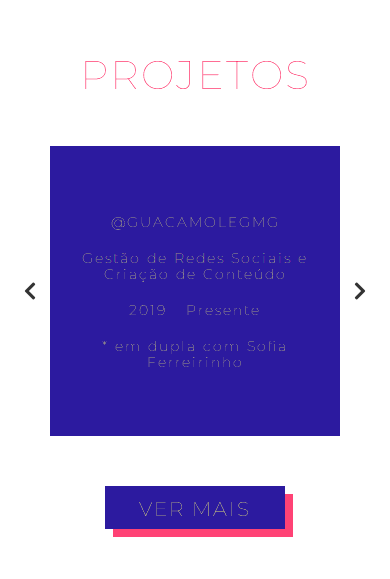 PROJETOS
@GUACAMOLEGMG
Gestão de Redes Sociais e
Criação de Conteúdo
2019 Presente
* em dupla com Sofia
Ferreirinho
VER MAIS